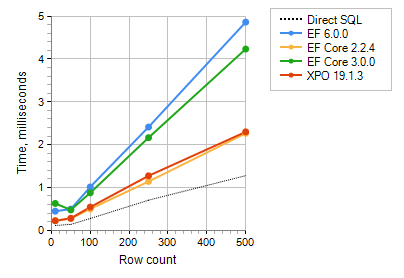 5
4
3
2
1
0
Time, milliseconds
0 100 200 300 400 500
Row count
Direct SQL
EF 6.0.0
EF Core 2.2.4
EF Core 3.0.0
XPO 19.1.3